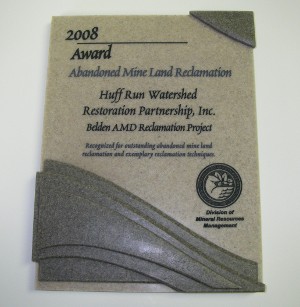 2008
Award
Abandoned Mine Land Reclamation
Huff Run Watershed
Restoration Partnership, Inc.
Belden AMD Reclamation Project
Recognized for outstanding abandoned mine land
reclamation and exemplary reclamation techniques.
Division of
Mineral Resources
Management